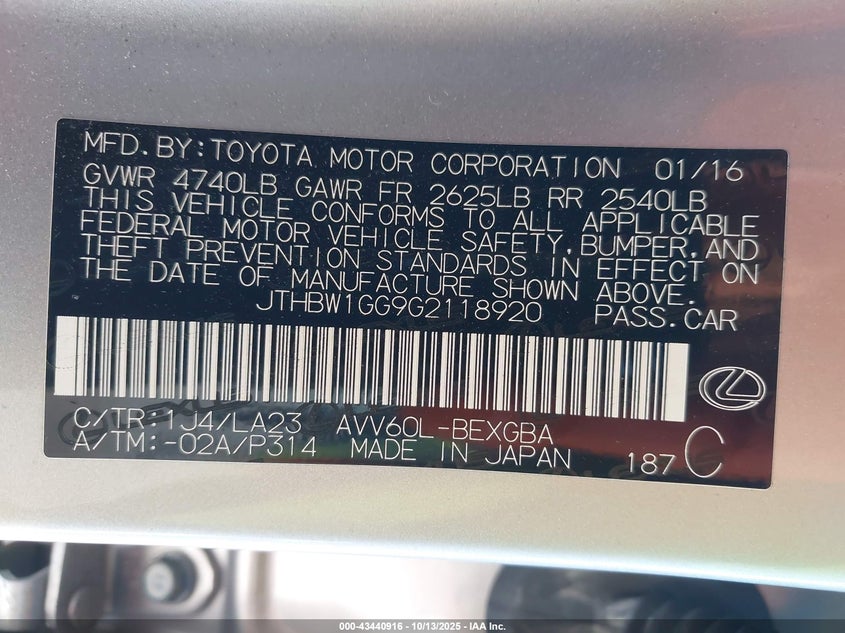 MFD.BY:TOYOTA MOTOR CORPORATION 01/16
GVWR 4740LB GAWR FR 2625LB RR 2540LB
THIS VEHICLE CONFORMS TO ALL APPLICABLE
FEDERAL MOTOR VEHICLE SAFETY,BUMPER,AND
THEFT PREVENTION STANDARDS IN EFFECT ON
THE DATE OF MANUFACTURE SHOWN ABOVE.
JTHBW1GG9G2118920 PASS.CAR
C/TR:1J4/LA23 AVV60L-BEXGBA
A/TM:-02A/P314 MADE IN JAPAN 187 C
000-43440916 - 10/13/2025 - IAA Inc.